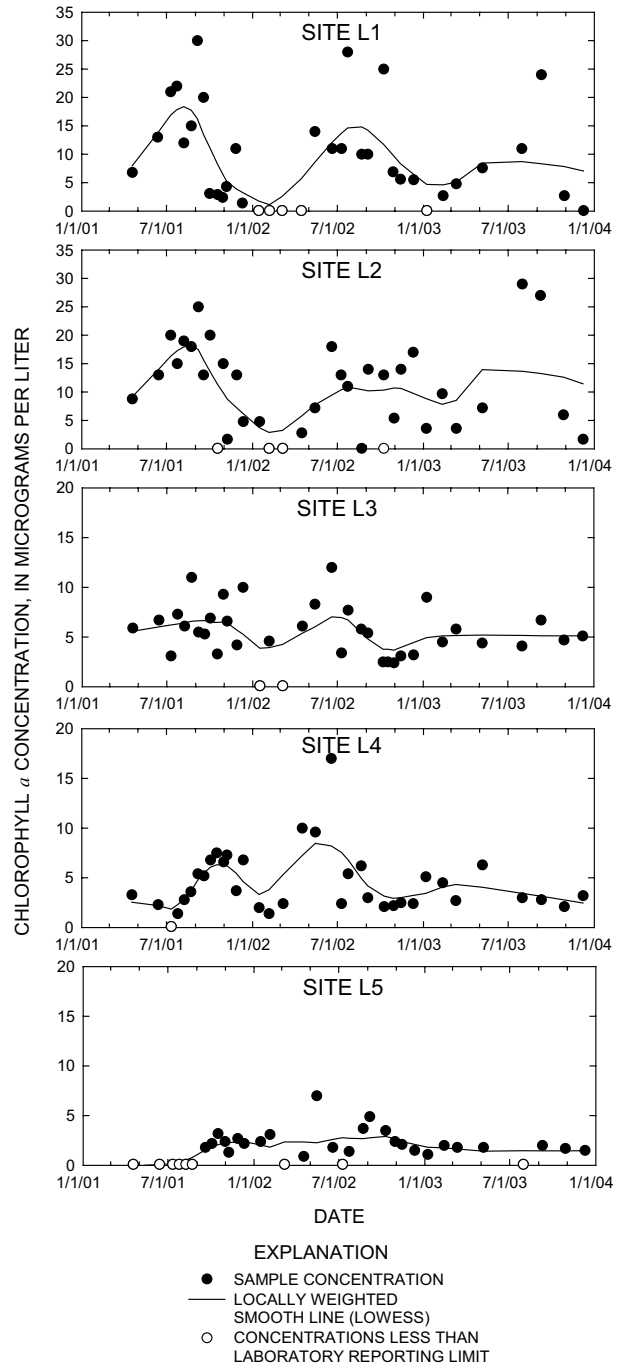 SITE L1
35
30
25
20
15
10
5
0
1/1/01 7/1/01 1/1/02 7/1/02 1/1/03 7/1/03 1/1/04
SITE L2
35
30
25
20
15
10
5
0
1/1/01 7/1/01 1/1/02 7/1/02 1/1/03 7/1/03 1/1/04
SITE L3
20
15
10
5
0
1/1/01 7/1/01 1/1/02 7/1/02 1/1/03 7/1/03 1/1/04
SITE L4
20
15
10
5
0
1/1/01 7/1/01 1/1/02 7/1/02 1/1/03 7/1/03 1/1/04
SITE L5
20
15
10
5
0
1/1/01 7/1/01 1/1/02 7/1/02 1/1/03 7/1/03 1/1/04
CHLOROPHYLL a CONCENTRATION, IN MICROGRAMS PER LITER
DATE
EXPLANATION
SAMPLE CONCENTRATION
LOCALLY WEIGHTED
SMOOTH LINE (LOWESS)
CONCENTRATIONS LESS THAN
LABORATORY REPORTING LIMIT